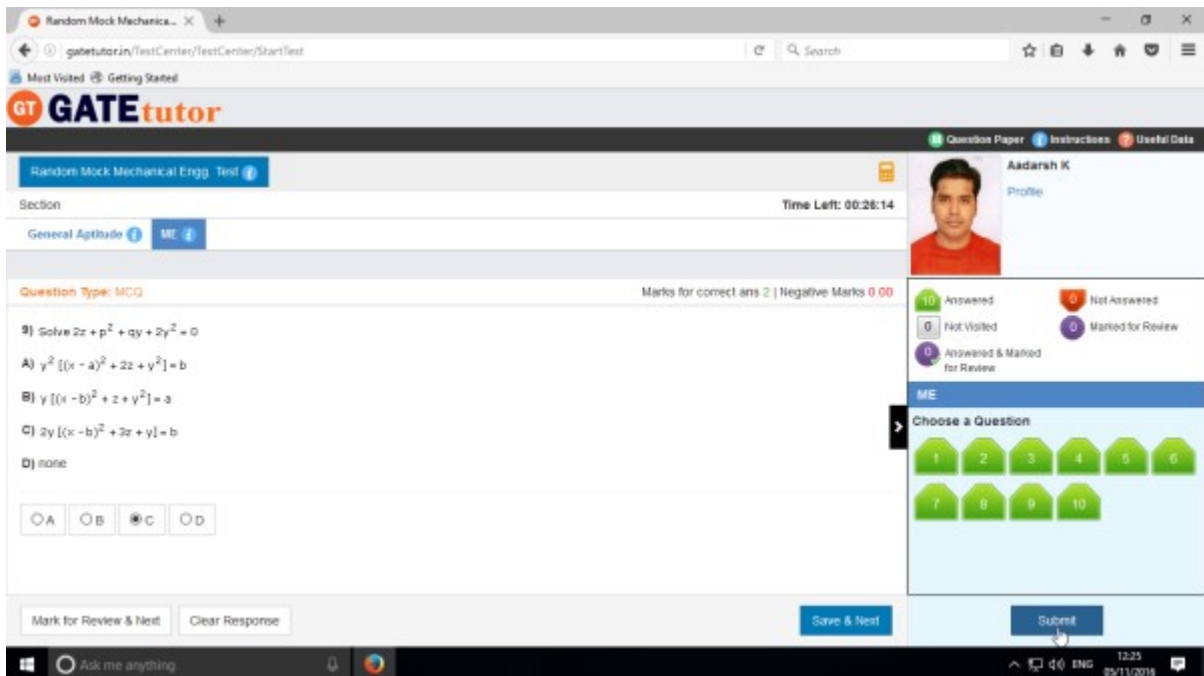 Random Mock Mechanica...
gatetutor.in/TestCenter/TestCenter/StartTest
Search
Most Visited Getting Started
GT GATEtutor
Question Paper Instructions Useful Data
Random Mock Mechanical Engg. Test
Aadarsh K
Profile
Section
Time Left: 00:26:14
General Aptitude ME
Question Type: MCQ
Marks for correct ans 2 | Negative Marks 0.00
9) Solve 2z + p² + qy + 2y² = 0
A) y² [(x - a)² + 2z + y²] = b
B) y [(x - b)² + z + y²] = a
C) 2y [(x - b)² + 3z + y] = b
D) none
A B C D
10 Answered 0 Not Answered
0 Not Visited 0 Marked for Review
0 Answered & Marked
for Review
ME
Choose a Question
1 2 3 4 5 6
7 8 9 10
Mark for Review & Next Clear Response Save & Next Submit
Ask me anything
ENG
12:25
05/11/2016